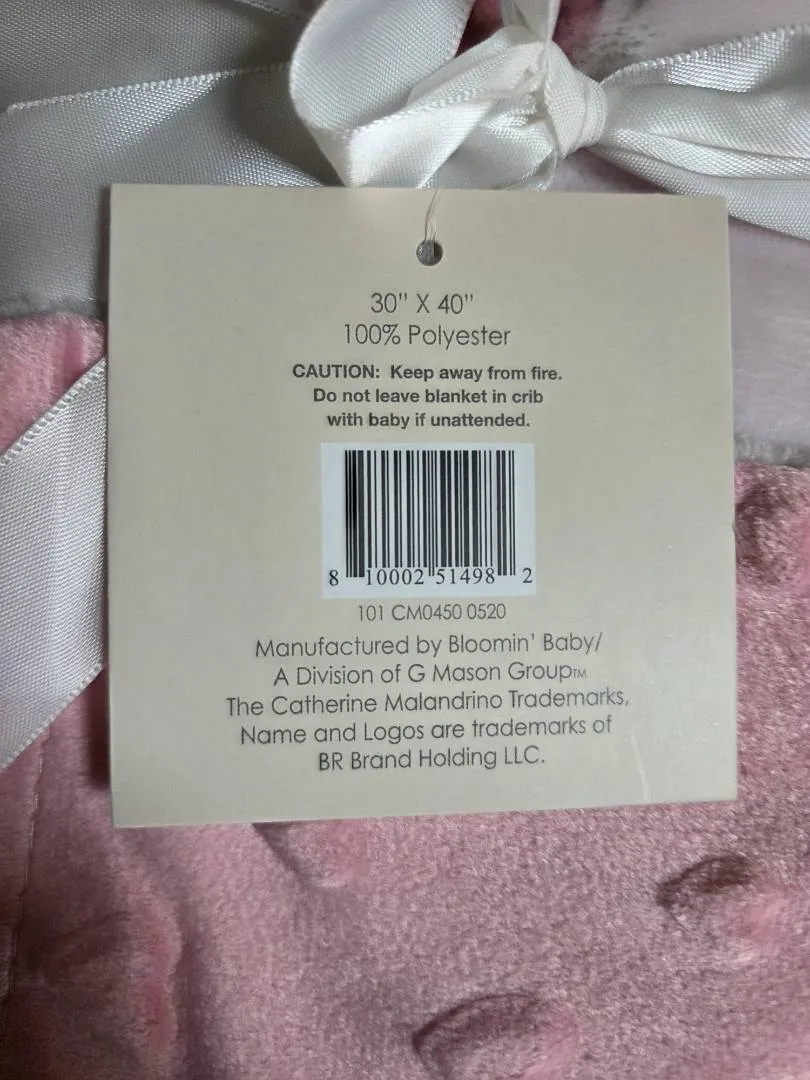 30" X 40"
100% Polyester
CAUTION: Keep away from fire.
Do not leave blanket in crib
with baby if unattended.
8 10002 51498 2
101 CM0450 0520
Manufactured by Bloomin' Baby/
A Division of G Mason Group™
The Catherine Malandrino Trademarks,
Name and Logos are trademarks of
BR Brand Holding LLC.